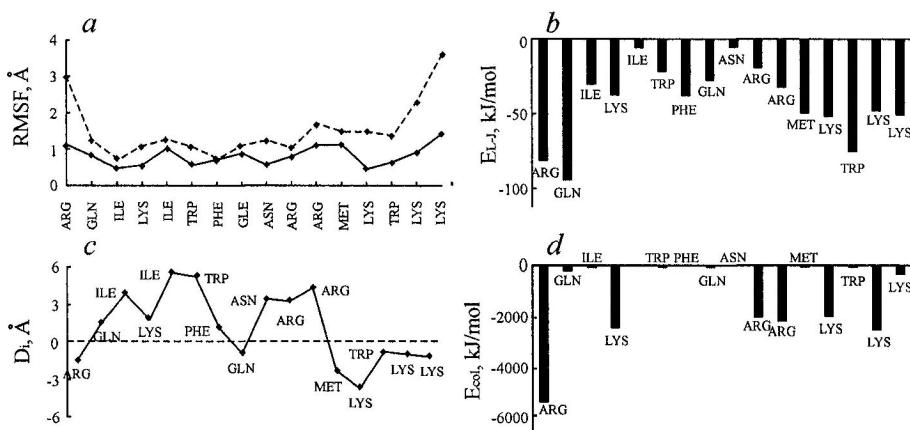 a
RMSF, Å
4
3
2
1
0
ARG
GLN
ILE
LYS
ILE
TRP
PHE
GLE
ASN
ARG
ARG
MET
LYS
TRP
LYS
LYS
b
E_L-J, kJ/mol
0
-50
-100
ARG
GLN
ILE
LYS
ILE
TRP
PHE
GLN
ASN
ARG
ARG
MET
LYS
TRP
LYS
LYS
c
D_i, Å
6
3
0
-3
-6
ARG
GLN
ILE
LYS
ILE
TRP
PHE
GLN
ASN
ARG
ARG
MET
LYS
TRP
LYS
LYS
d
E_col, kJ/mol
0
-2000
-4000
-6000
ARG
GLN
ILE
LYS
TRP PHE
GLN
ASN
ARG
ARG
MET
LYS
TRP
LYS
LYS